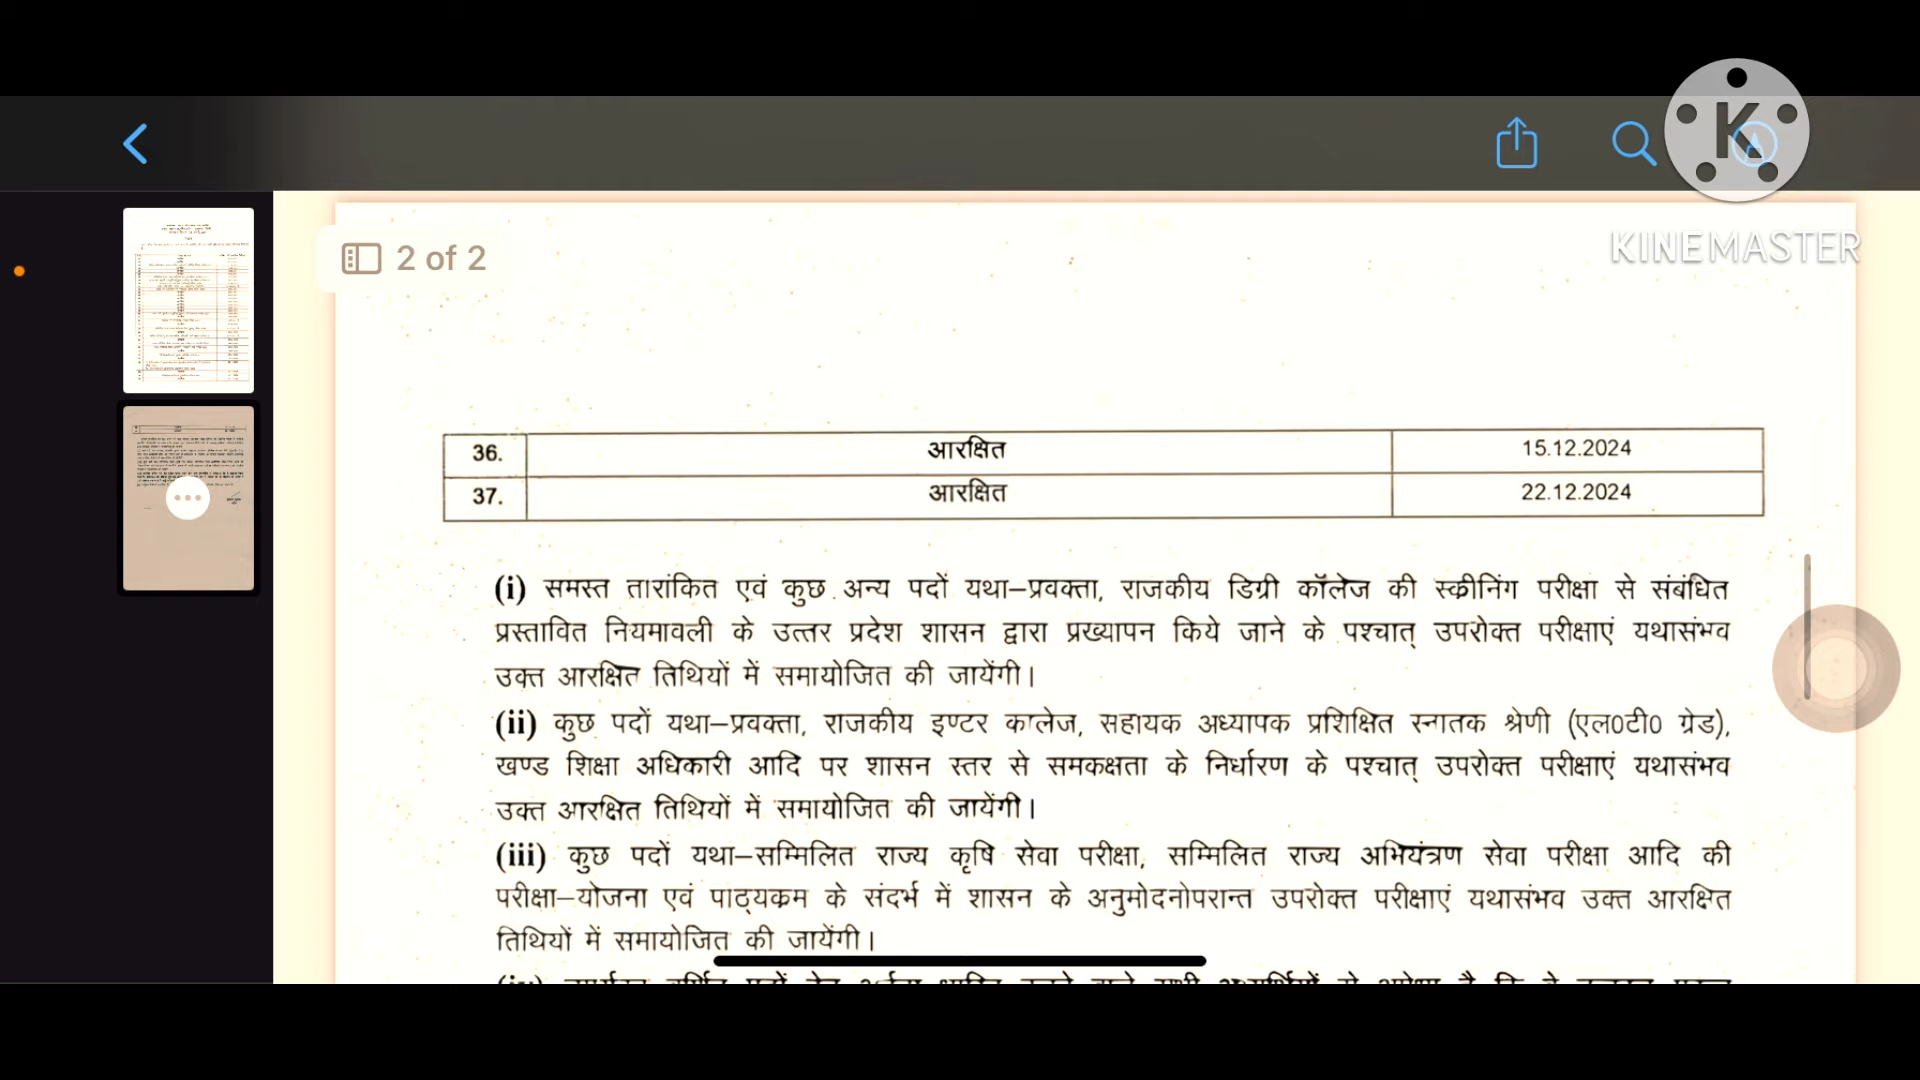 K
KINEMASTER
2 of 2
36. आरक्षित 15.12.2024
37. आरक्षित 22.12.2024
(i) समस्त तारांकित एवं कुछ अन्य पदों यथा–प्रवक्ता, राजकीय डिग्री कॉलेज की स्क्रीनिंग परीक्षा से संबंधित
प्रस्तावित नियमावली के उत्तर प्रदेश शासन द्वारा प्रख्यापन किये जाने के पश्चात् उपरोक्त परीक्षाएं यथासंभव
उक्त आरक्षित तिथियों में समायोजित की जायेंगी।
(ii) कुछ पदों यथा–प्रवक्ता, राजकीय इण्टर कालेज, सहायक अध्यापक प्रशिक्षित स्नातक श्रेणी (एल0टी0 ग्रेड),
खण्ड शिक्षा अधिकारी आदि पर शासन स्तर से समकक्षता के निर्धारण के पश्चात् उपरोक्त परीक्षाएं यथासंभव
उक्त आरक्षित तिथियों में समायोजित की जायेंगी।
(iii) कुछ पदों यथा–सम्मिलित राज्य कृषि सेवा परीक्षा, सम्मिलित राज्य अभियंत्रण सेवा परीक्षा आदि की
परीक्षा–योजना एवं पाठ्यक्रम के संदर्भ में शासन के अनुमोदनोपरान्त उपरोक्त परीक्षाएं यथासंभव उक्त आरक्षित
तिथियों में समायोजित की जायेंगी।